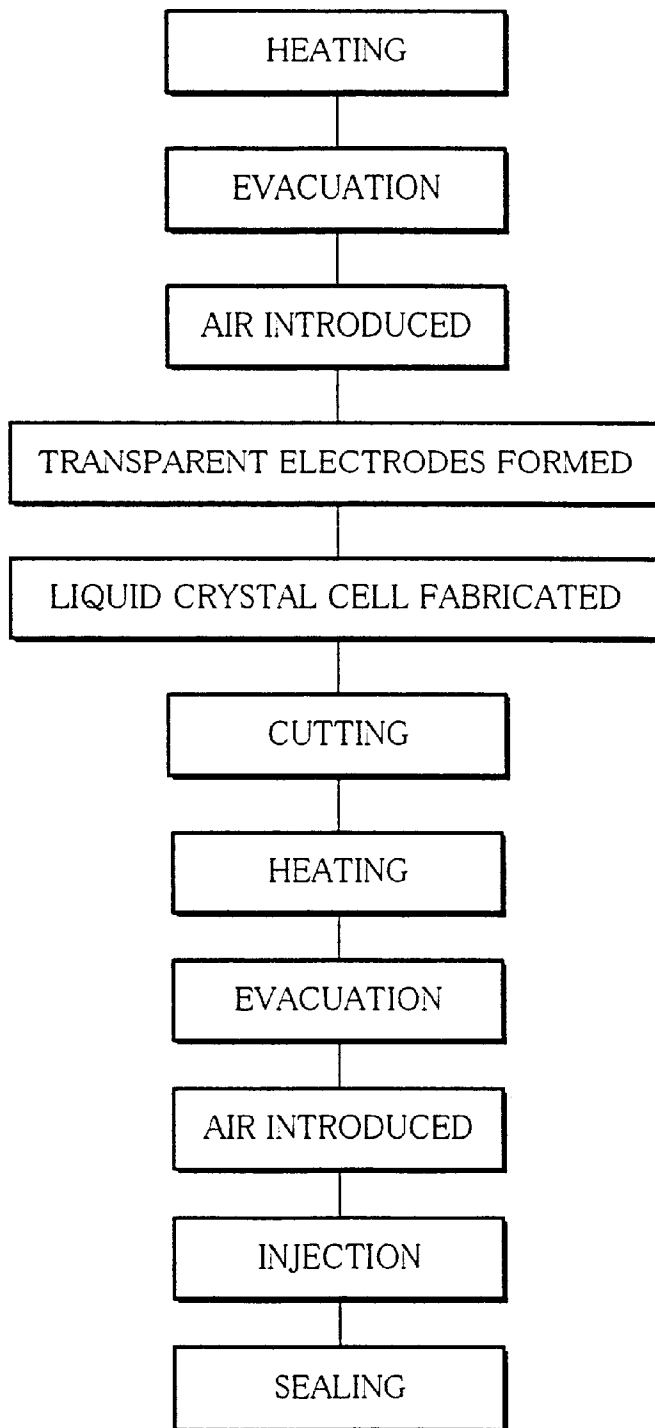 HEATING
EVACUATION
AIR INTRODUCED
TRANSPARENT ELECTRODES FORMED
LIQUID CRYSTAL CELL FABRICATED
CUTTING
HEATING
EVACUATION
AIR INTRODUCED
INJECTION
SEALING